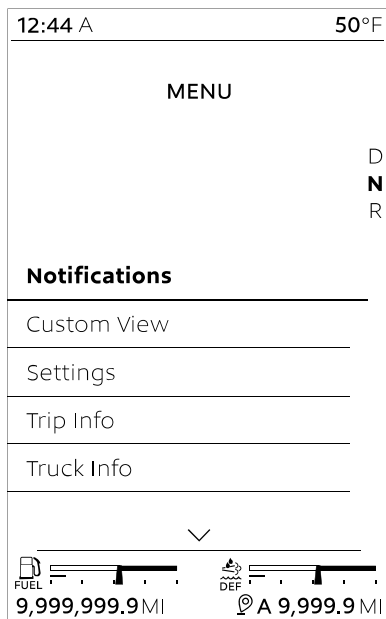 12:44 A 50°F
MENU
D
N
R
Notifications
Custom View
Settings
Trip Info
Truck Info
FUEL DEF
9,999,999.9 MI A 9,999.9 MI